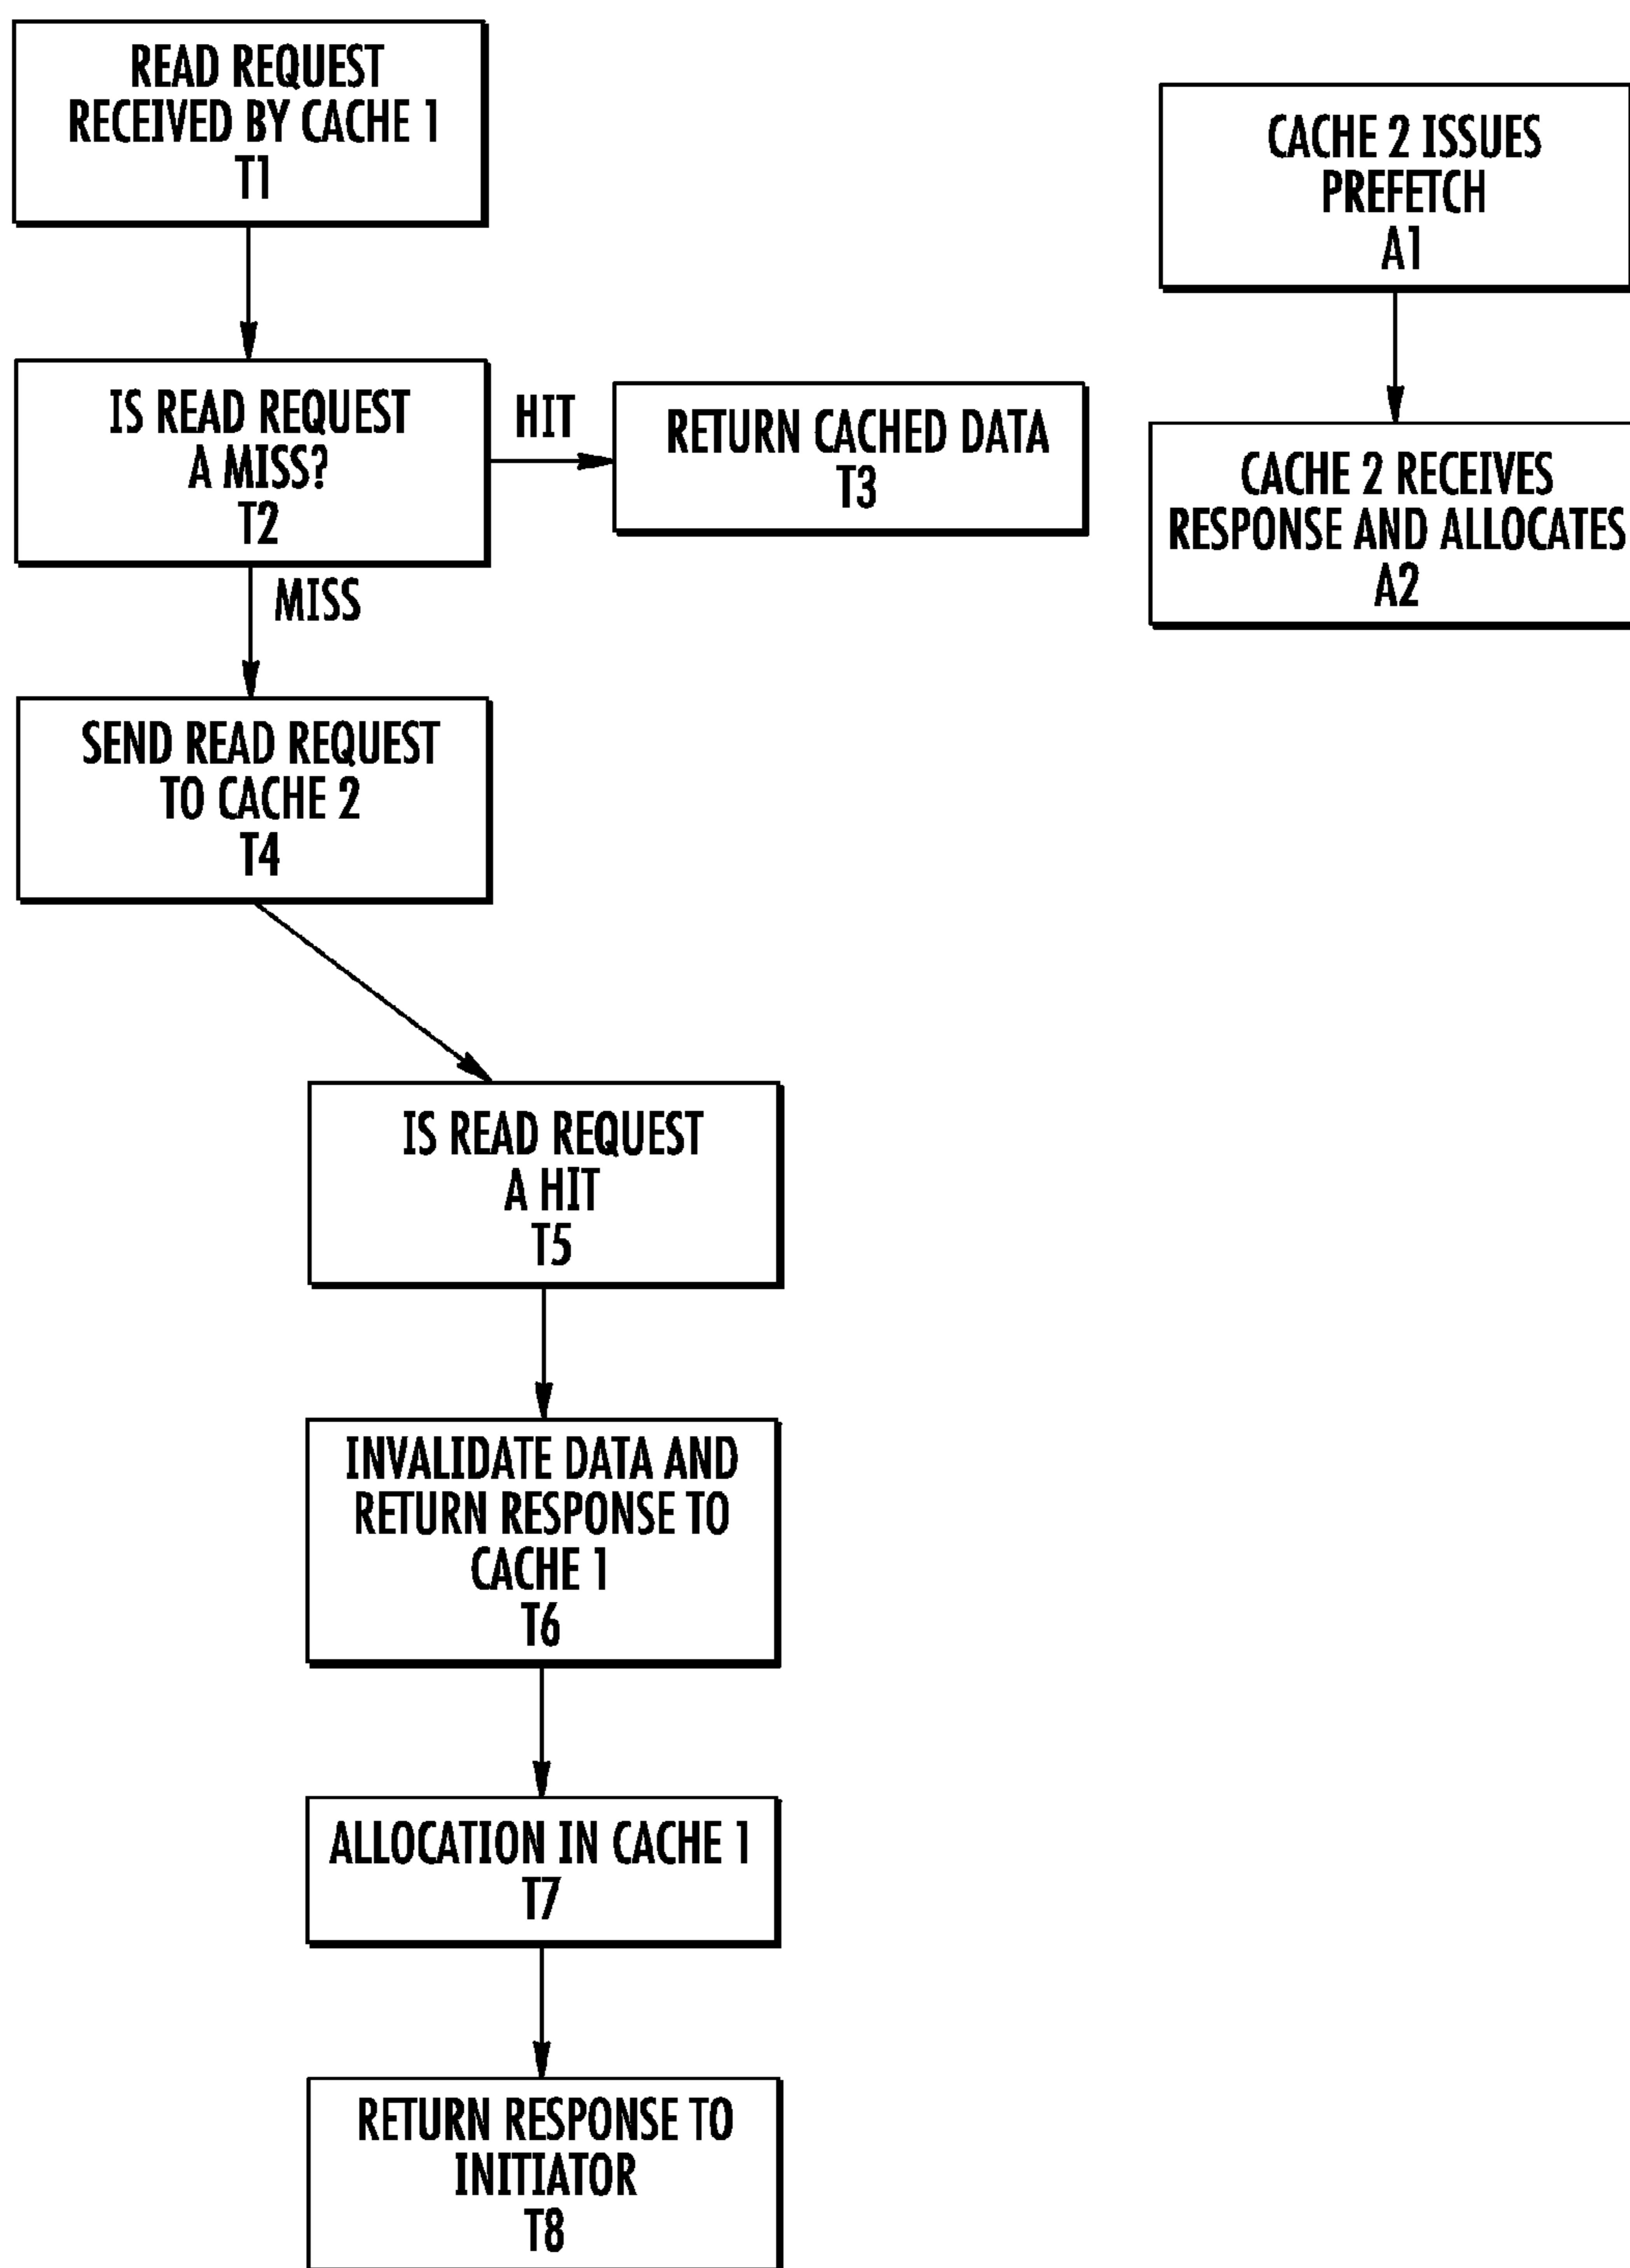 READ REQUEST
RECEIVED BY CACHE 1
T1
IS READ REQUEST
A MISS?
T2
HIT
RETURN CACHED DATA
T3
MISS
SEND READ REQUEST
TO CACHE 2
T4
IS READ REQUEST
A HIT
T5
INVALIDATE DATA AND
RETURN RESPONSE TO
CACHE 1
T6
ALLOCATION IN CACHE 1
T7
RETURN RESPONSE TO
INITIATOR
T8
CACHE 2 ISSUES
PREFETCH
A1
CACHE 2 RECEIVES
RESPONSE AND ALLOCATES
A2